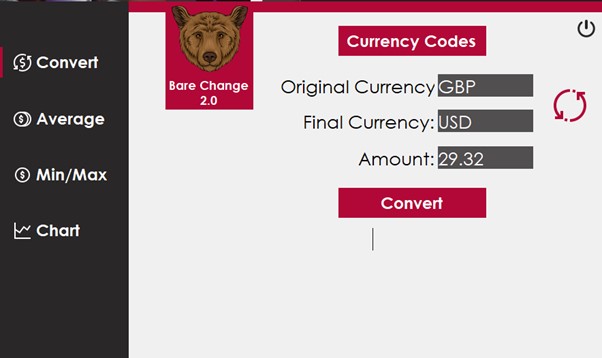 Convert
Average
Min/Max
Chart
Bare Change
2.0
Currency Codes
Original Currency GBP
Final Currency: USD
Amount: 29.32
Convert